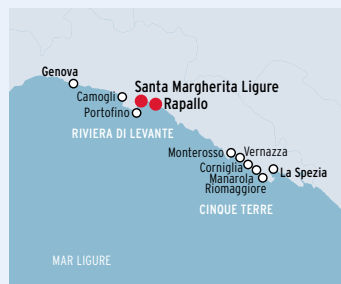 Genova
Santa Margherita Ligure
Camogli
Rapallo
Portofino
RIVIERA DI LEVANTE
Monterosso
Vernazza
Corniglia
La Spezia
Manarola
Riomaggiore
CINQUE TERRE
MAR LIGURE